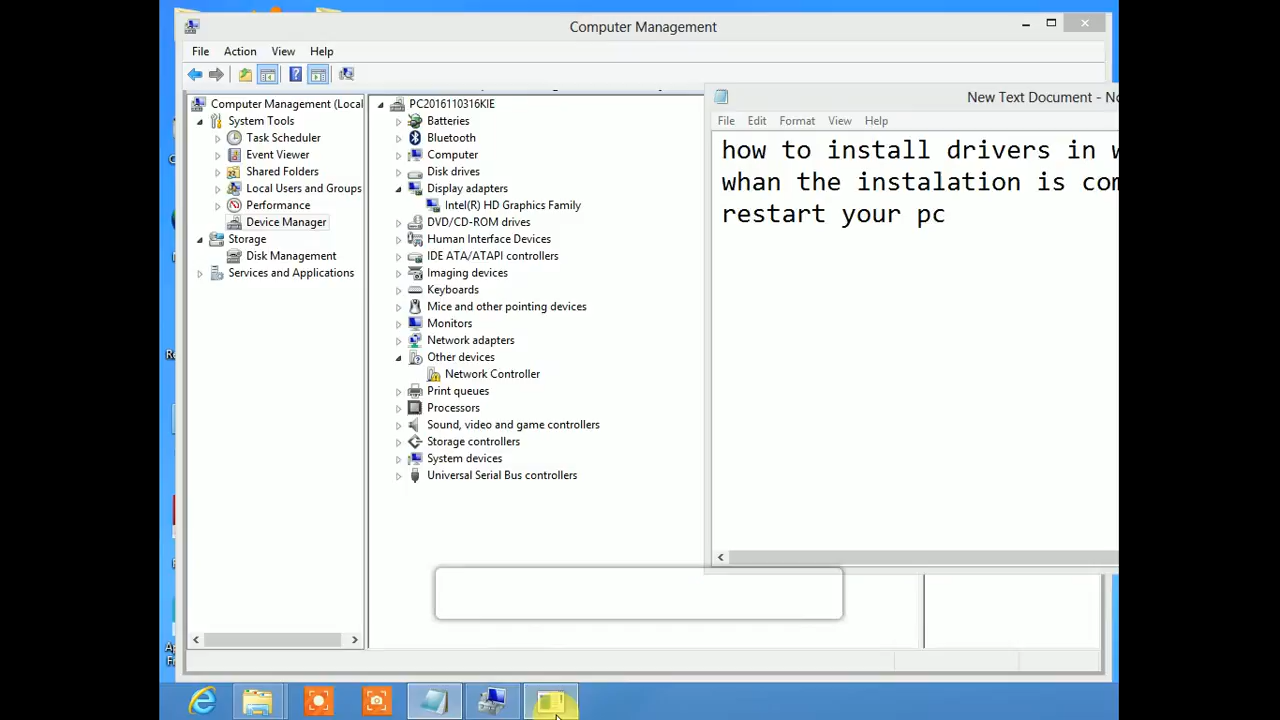 Computer Management
File Action View Help
Computer Management (Local
System Tools
Task Scheduler
Event Viewer
Shared Folders
Local Users and Groups
Performance
Device Manager
Storage
Disk Management
Services and Applications
PC2016110316KIE
Batteries
Bluetooth
Computer
Disk drives
Display adapters
Intel(R) HD Graphics Family
DVD/CD-ROM drives
Human Interface Devices
IDE ATA/ATAPI controllers
Imaging devices
Keyboards
Mice and other pointing devices
Monitors
Network adapters
Other devices
Network Controller
Print queues
Processors
Sound, video and game controllers
Storage controllers
System devices
Universal Serial Bus controllers
New Text Document - No
File Edit Format View Help
how to install drivers in w
whan the instalation is com
restart your pc